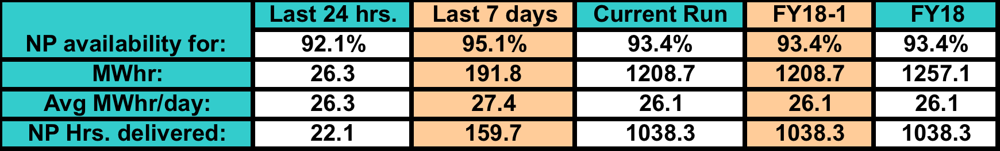 Last 24 hrs. Last 7 days Current Run FY18-1 FY18
NP availability for: 92.1% 95.1% 93.4% 93.4% 93.4%
MWhr: 26.3 191.8 1208.7 1208.7 1257.1
Avg MWhr/day: 26.3 27.4 26.1 26.1 26.1
NP Hrs. delivered: 22.1 159.7 1038.3 1038.3 1038.3